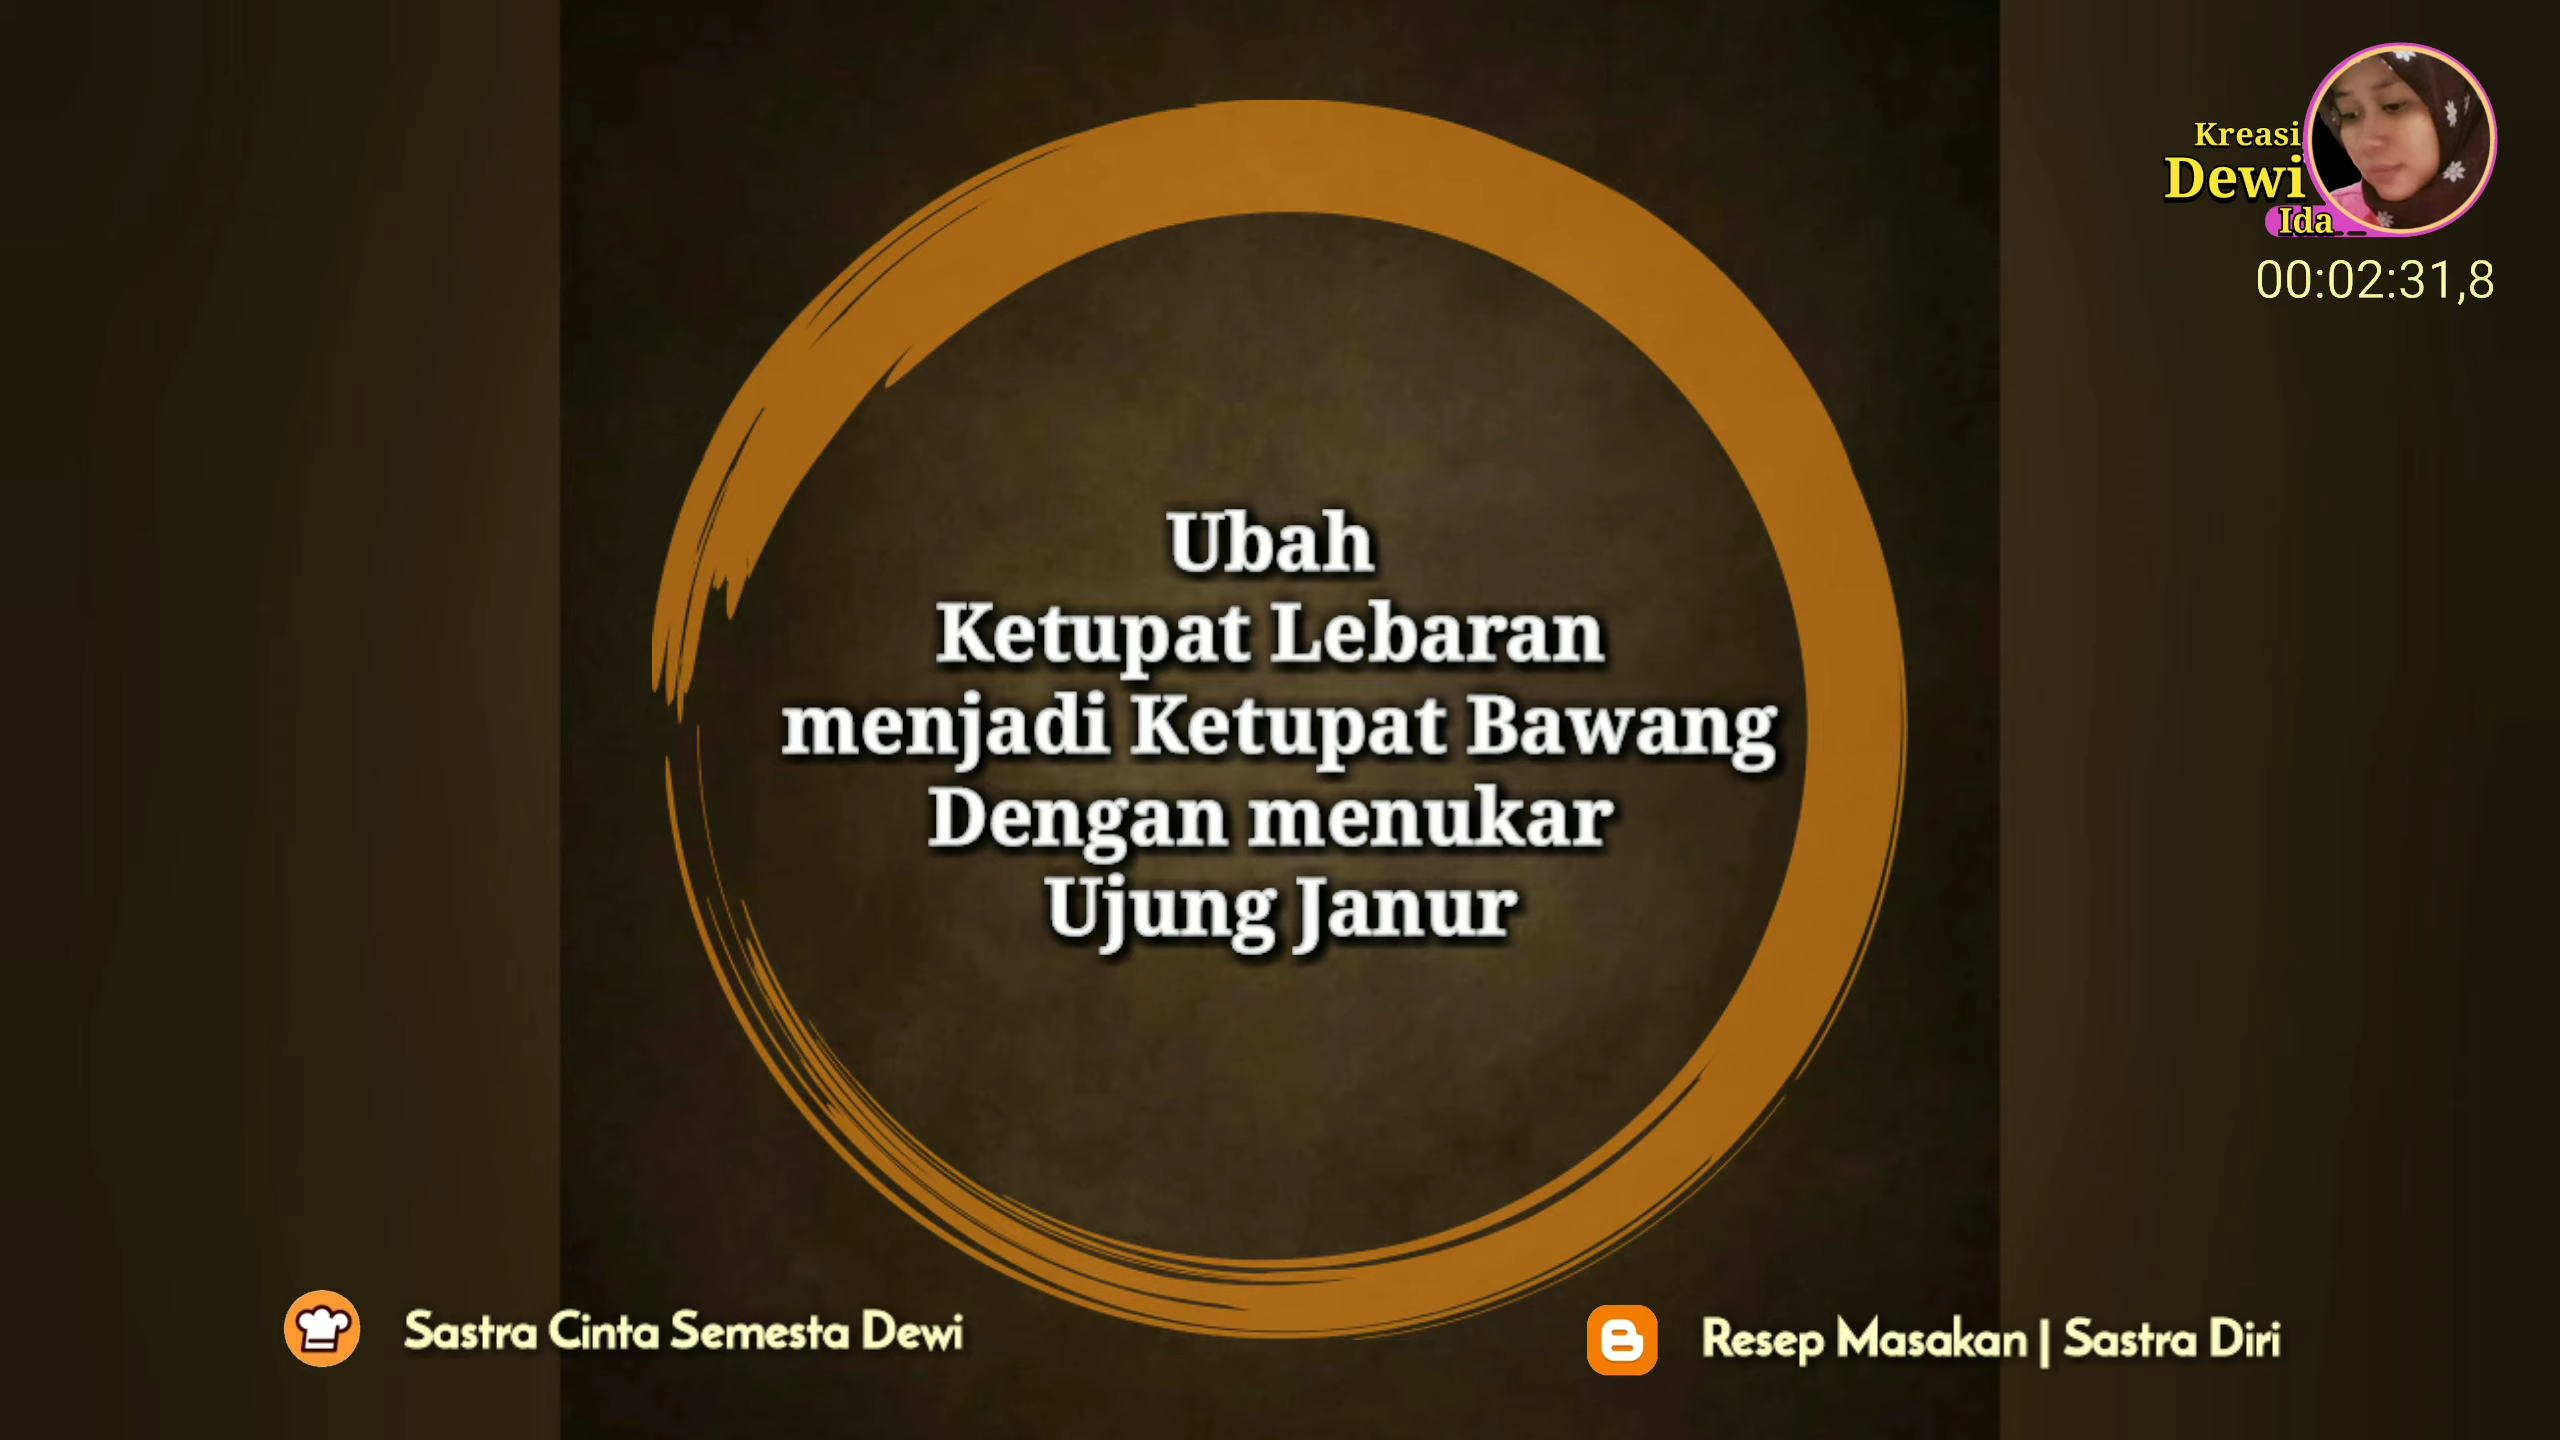 Kreasi
Dewi
Ida
00:02:31,8
Ubah
Ketupat Lebaran
menjadi Ketupat Bawang
Dengan menukar
Ujung Janur
Sastra Cinta Semesta Dewi
Resep Masakan | Sastra Diri